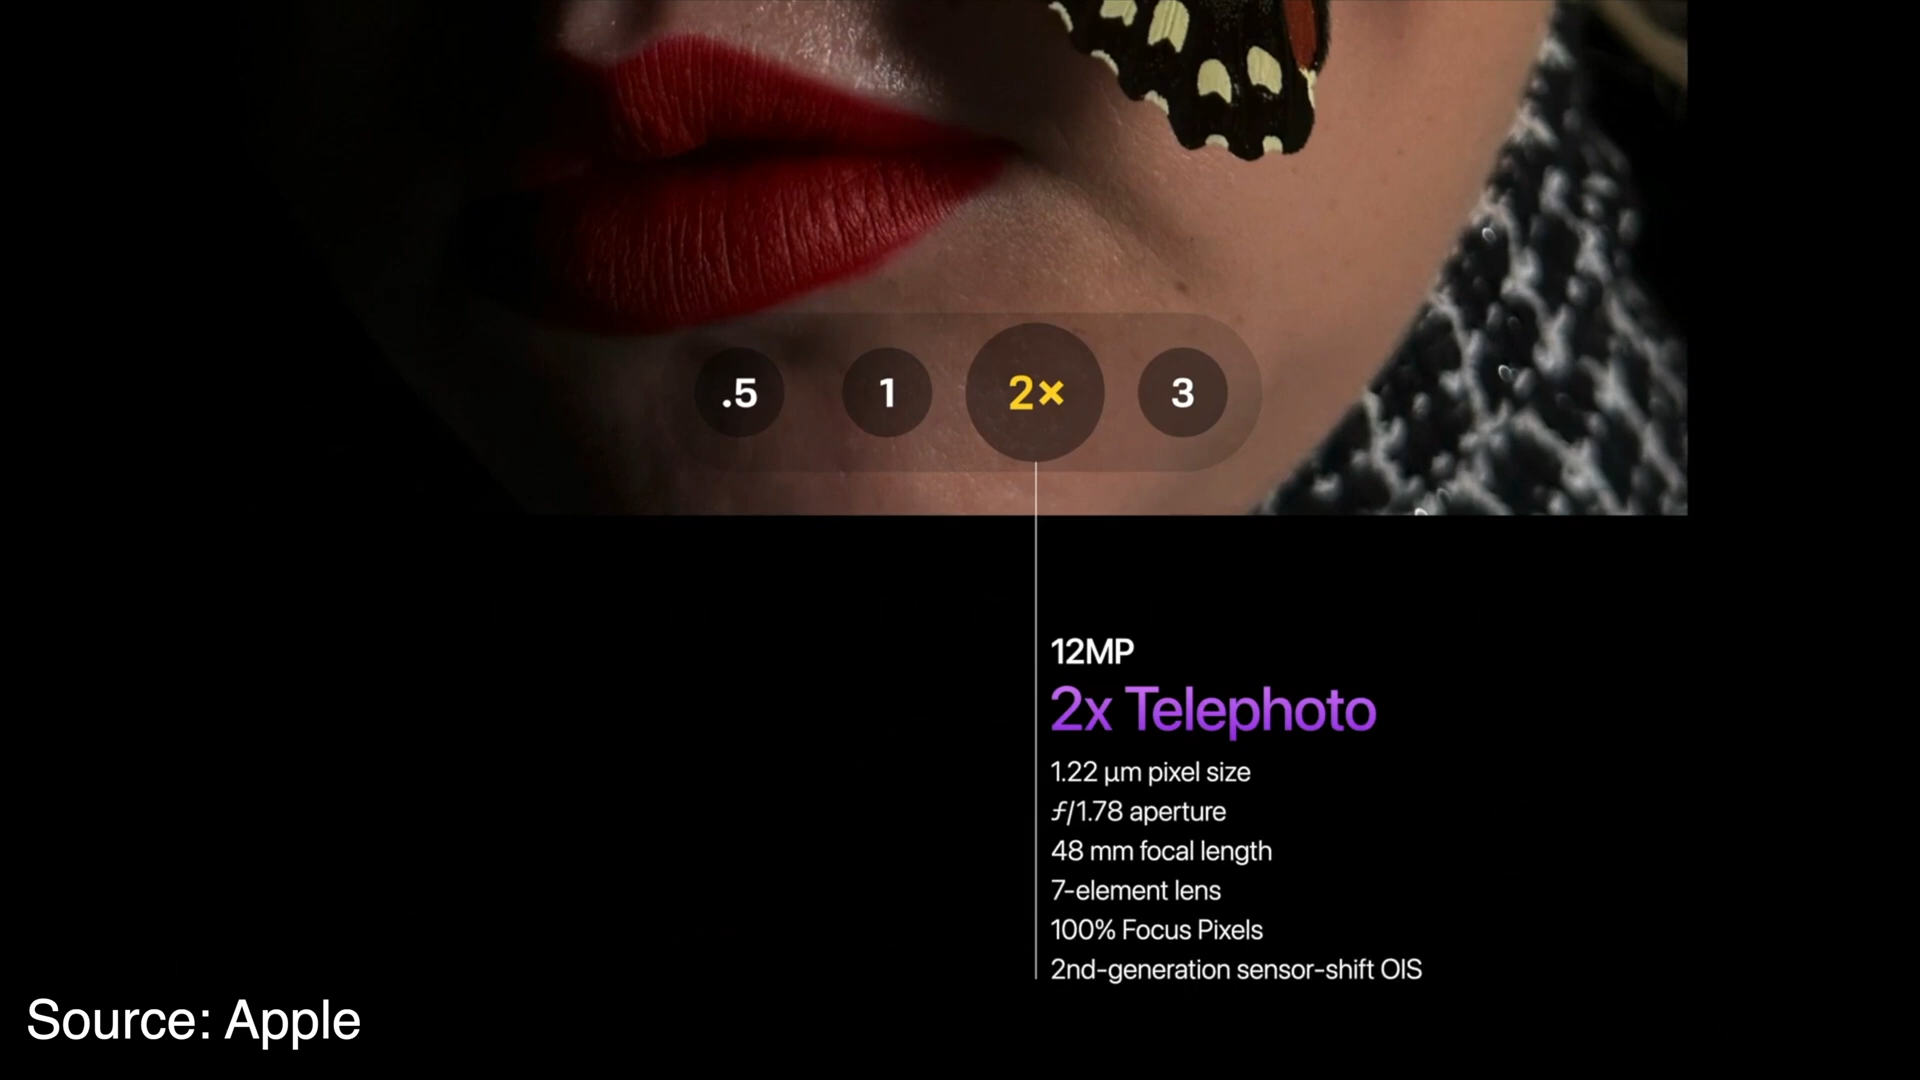 .5 1 2× 3
12MP
2x Telephoto
1.22 µm pixel size
ƒ/1.78 aperture
48 mm focal length
7-element lens
100% Focus Pixels
2nd-generation sensor-shift OIS
Source: Apple